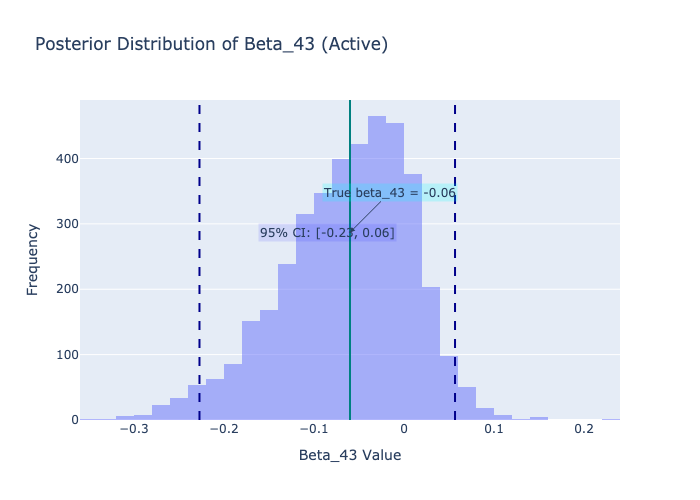 Posterior Distribution of Beta_43 (Active)
400
300
200
100
0
Frequency
True beta_43 = -0.06
95% CI: [-0.23, 0.06]
−0.3
−0.2
−0.1
0
0.1
0.2
Beta_43 Value